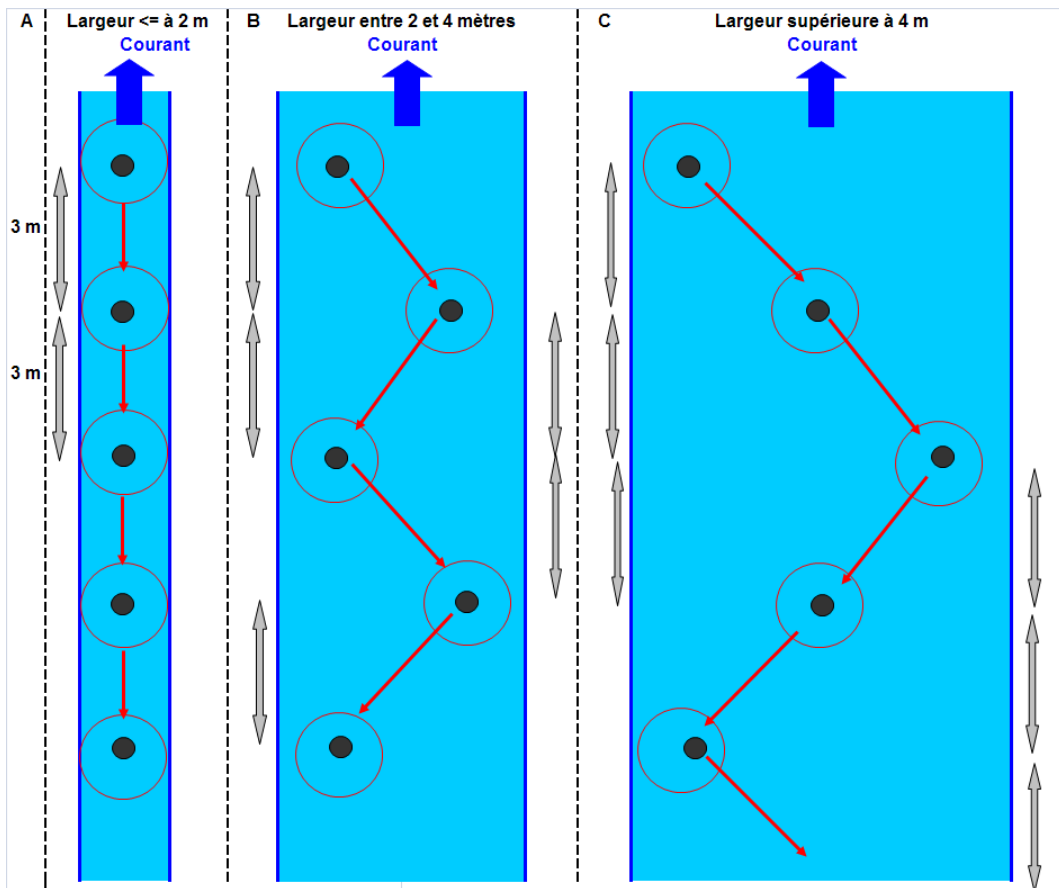 A
Largeur <= à 2 m
Courant
3 m
3 m
B
Largeur entre 2 et 4 mètres
Courant
C
Largeur supérieure à 4 m
Courant